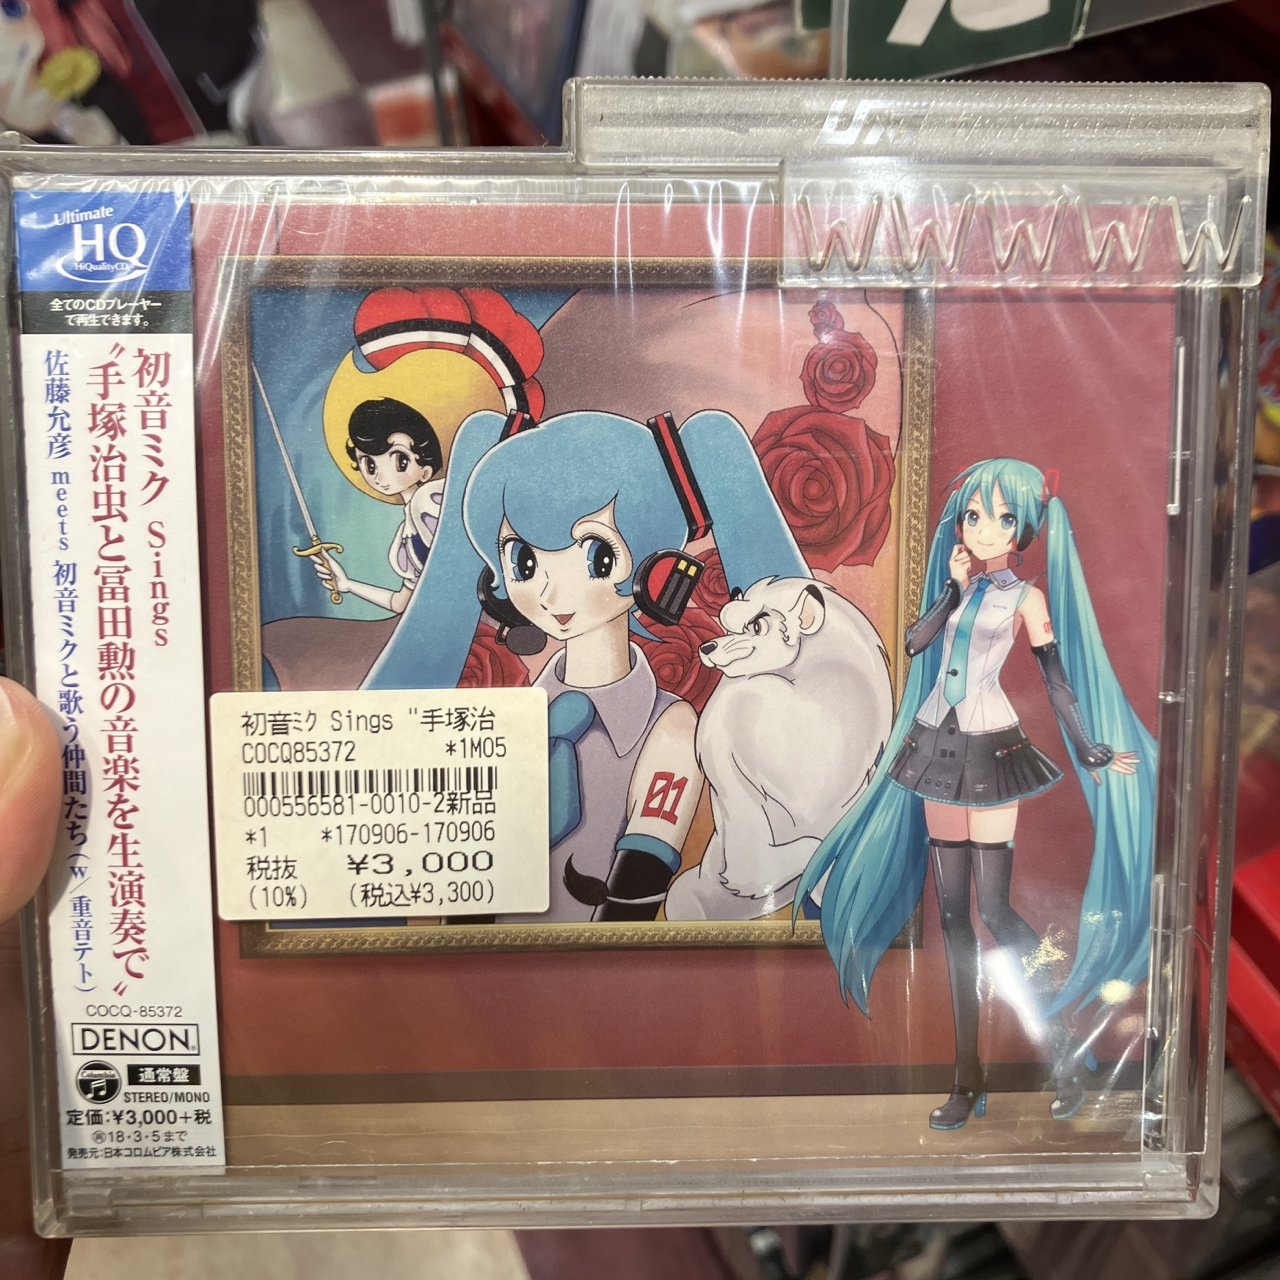 Ultimate
HQ
HiQualityCD
全てのCDプレーヤー
で再生できます。
初音ミク Sings
〝手塚治虫と冨田勲の音楽を生演奏で〟
佐藤允彦 meets 初音ミクと歌う仲間たち(w/重音テト)
COCQ-85372
DENON
Columbia
通常盤
STEREO/MONO
定価:¥3,000+税
18・3・5まで
発売元:日本コロムビア株式会社
初音ミク Sings "手塚治
COCQ85372 *1M05
000556581-0010-2新品
*1 *170906-170906
税抜 ¥3,000
(10%) (税込¥3,300)
01
WWWWW